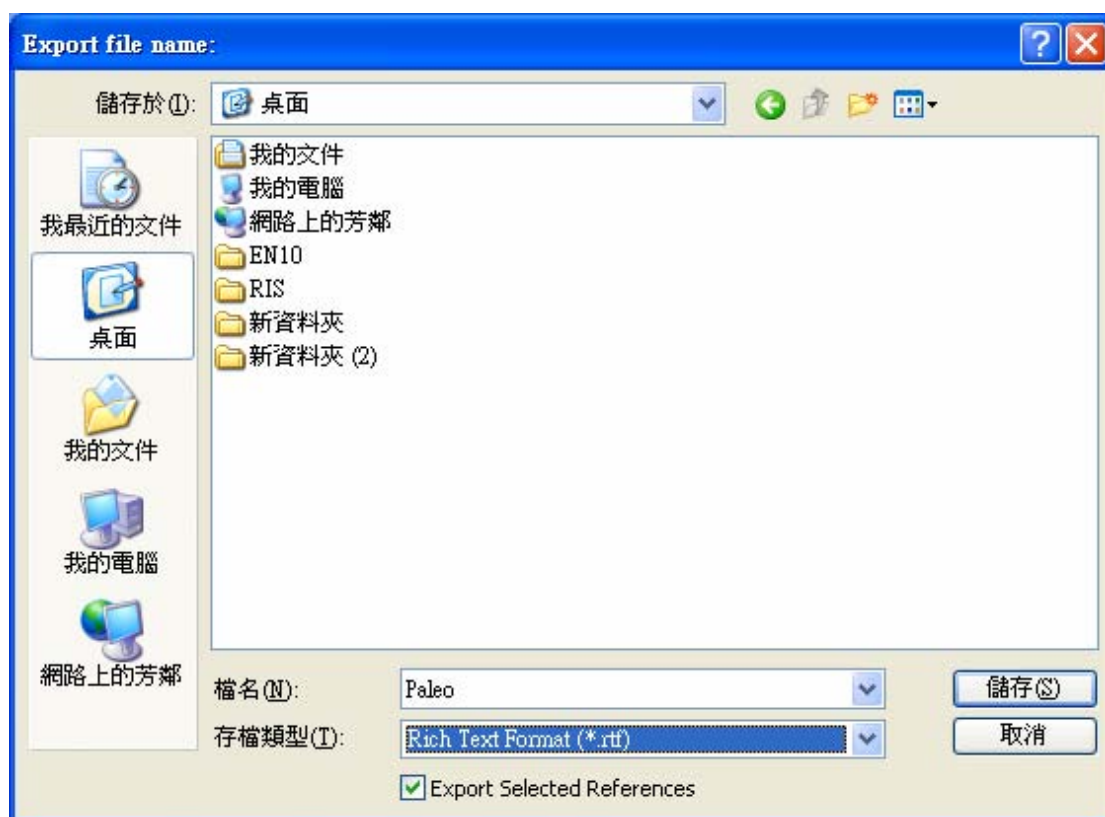 Export file name:
儲存於(I): 桌面
我最近的文件
桌面
我的文件
我的電腦
網路上的芳鄰
我的文件
我的電腦
網路上的芳鄰
EN10
RIS
新資料夾
新資料夾 (2)
檔名(N): Paleo 儲存(S)
存檔類型(T): Rich Text Format (*.rtf) 取消
Export Selected References